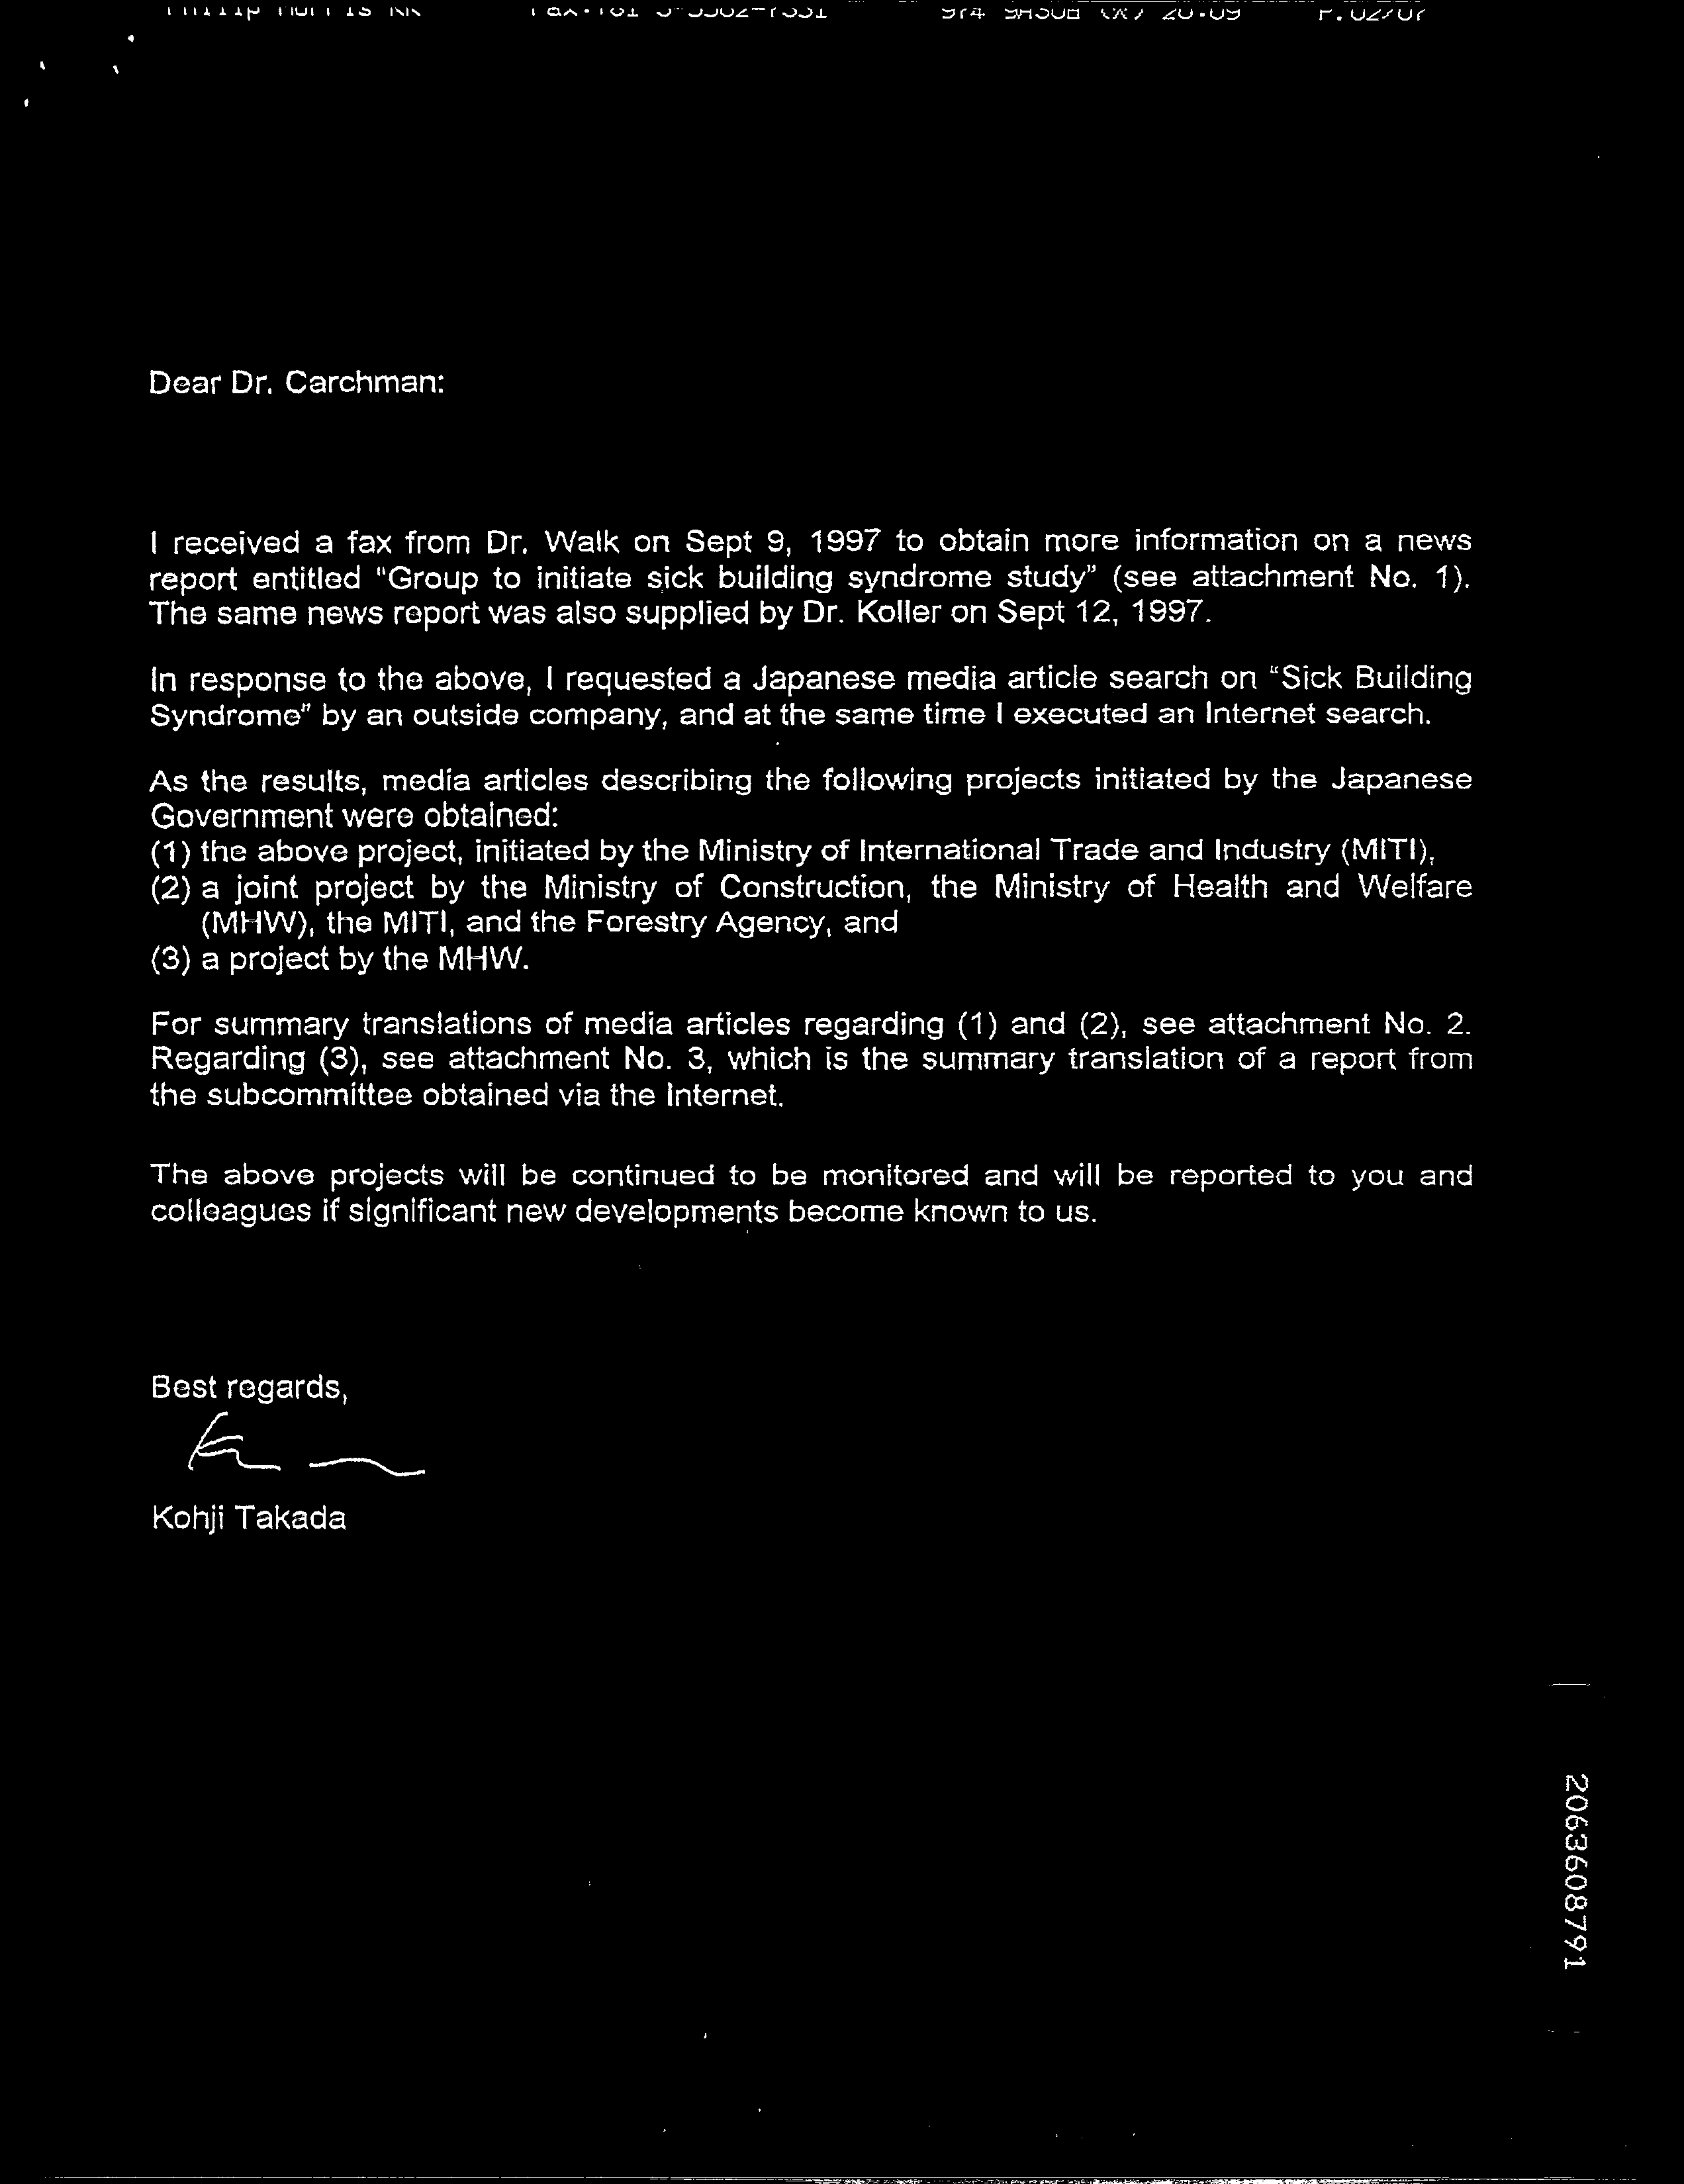 Dear Dr. Carchman:
I received a fax from Dr. Walk on Sept 9, 1997 to obtain more information on a news
report entitled "Group to initiate sick building syndrome study" (see attachment No. 1).
The same news report was also supplied by Dr. Koller on Sept 12, 1997.
In response to the above, I requested a Japanese media article search on "Sick Building
Syndrome" by an outside company, and at the same time I executed an Internet search.
As the results, media articles describing the following projects initiated by the Japanese
Government were obtained:
(1) the above project, initiated by the Ministry of International Trade and Industry (MITI),
(2) a joint project by the Ministry of Construction, the Ministry of Health and Welfare
(MHW), the MITI, and the Forestry Agency, and
(3) a project by the MHW.
For summary translations of media articles regarding (1) and (2), see attachment No. 2.
Regarding (3), see attachment No. 3, which is the summary translation of a report from
the subcommittee obtained via the Internet.
The above projects will be continued to be monitored and will be reported to you and
colleagues if significant new developments become known to us.
Best regards,
Kohji Takada
2063608791